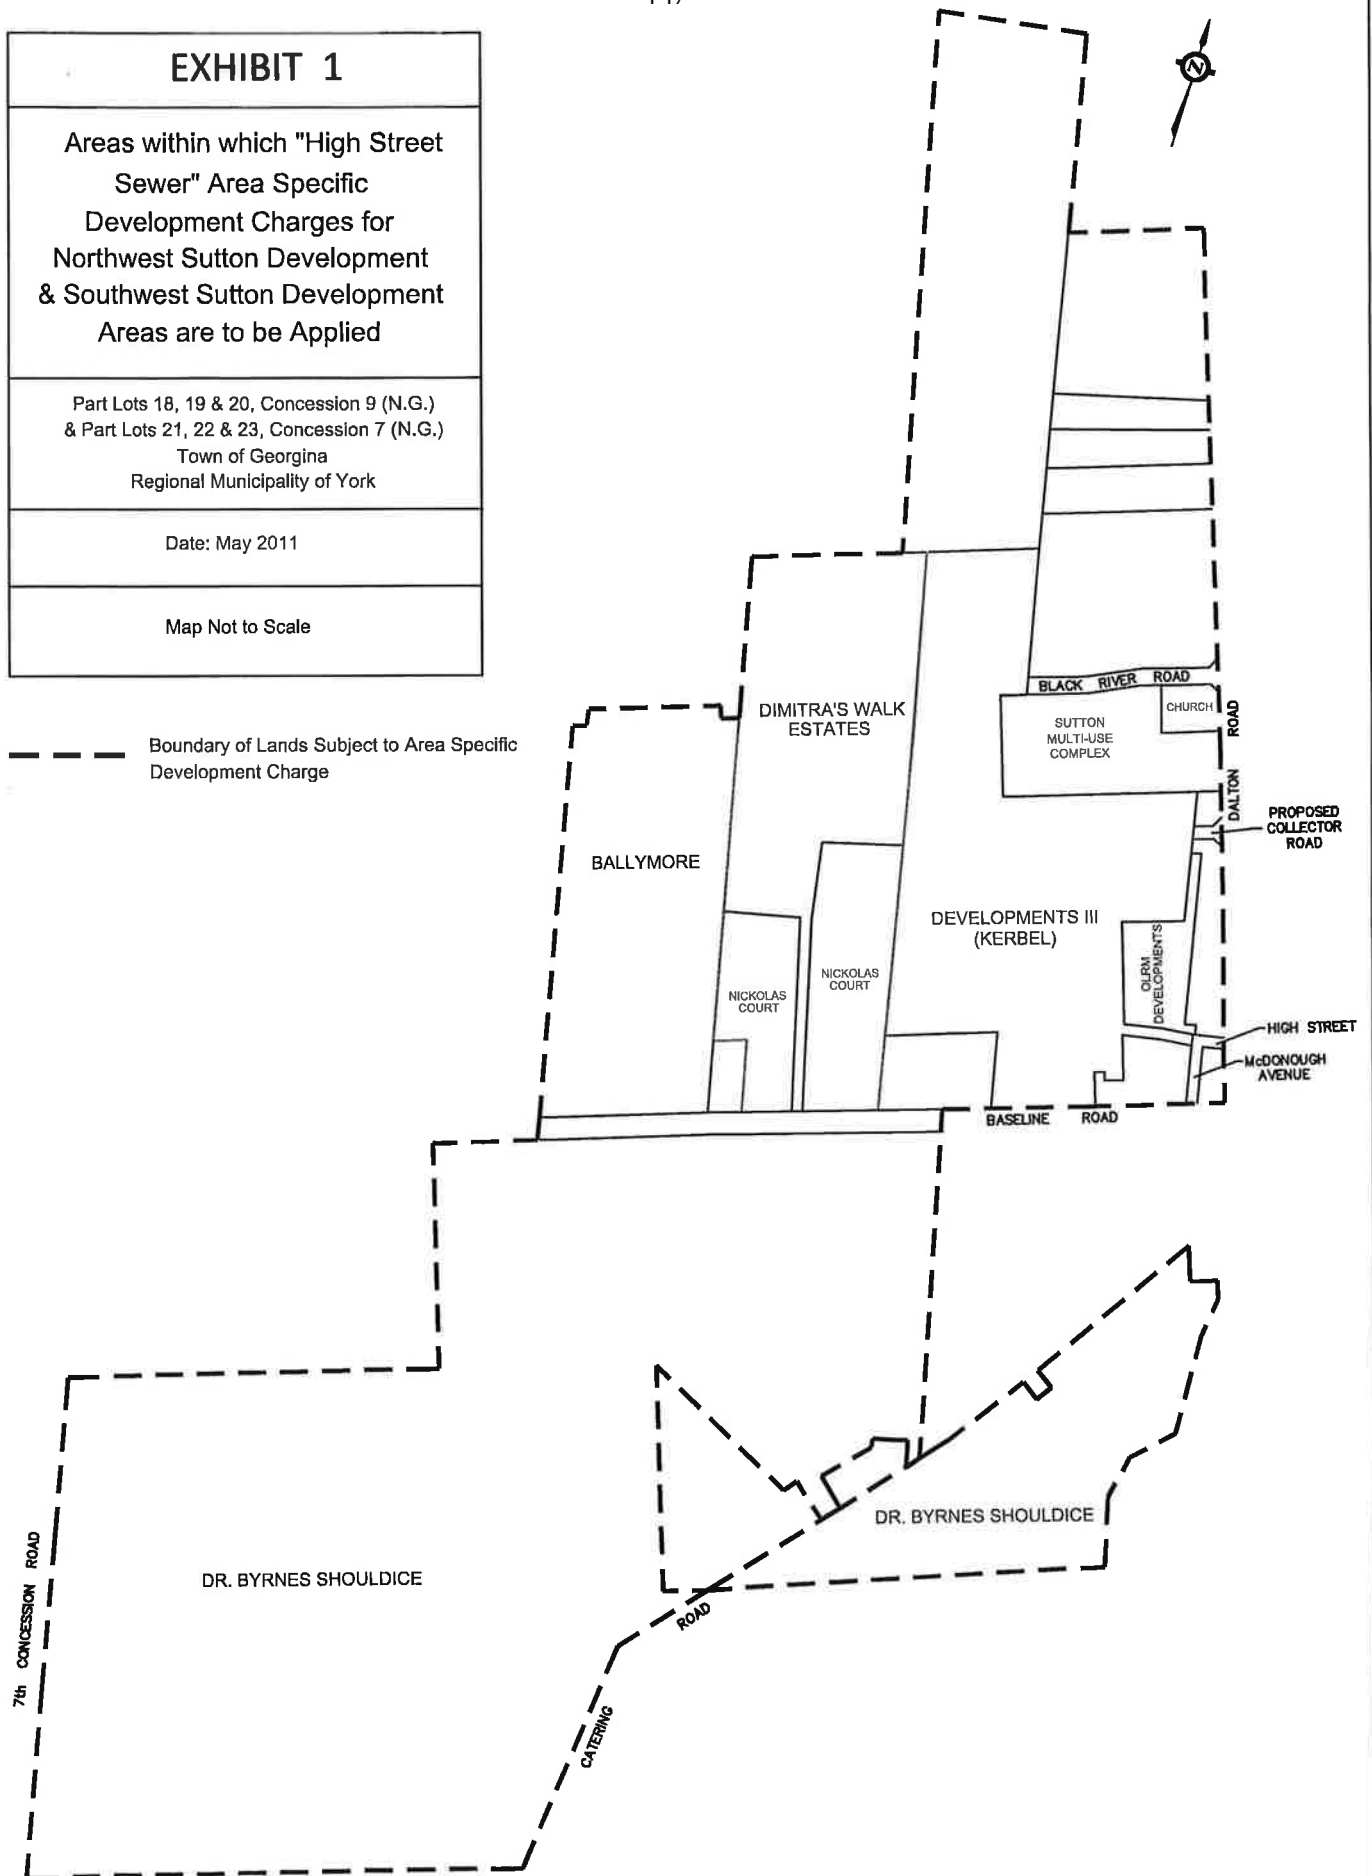 EXHIBIT 1
Areas within which "High Street
Sewer" Area Specific
Development Charges for
Northwest Sutton Development
& Southwest Sutton Development
Areas are to be Applied
Part Lots 18, 19 & 20, Concession 9 (N.G.)
& Part Lots 21, 22 & 23, Concession 7 (N.G.)
Town of Georgina
Regional Municipality of York
Date: May 2011
Map Not to Scale
Boundary of Lands Subject to Area Specific
Development Charge
N
BLACK RIVER ROAD
CHURCH
SUTTON
MULTI-USE
COMPLEX
DALTON ROAD
DIMITRA'S WALK
ESTATES
PROPOSED
COLLECTOR
ROAD
BALLYMORE
DEVELOPMENTS III
(KERBEL)
OLRM
DEVELOPMENTS
NICKOLAS
COURT
NICKOLAS
COURT
HIGH STREET
McDONOUGH
AVENUE
BASELINE ROAD
DR. BYRNES SHOULDICE
DR. BYRNES SHOULDICE
7th CONCESSION ROAD
CATERING ROAD